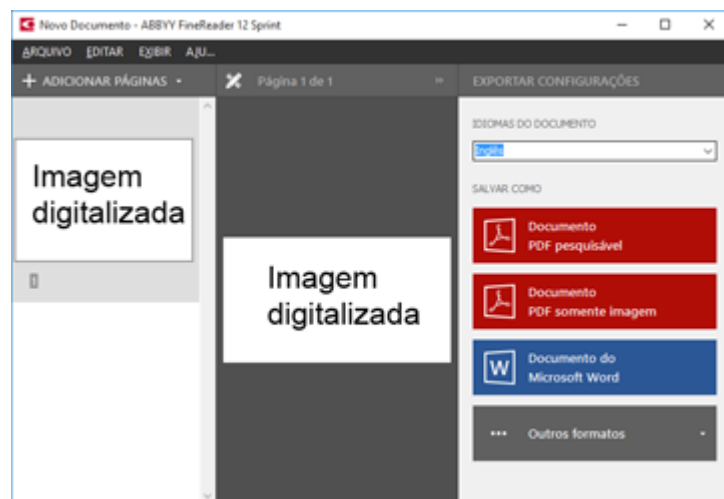 Novo Documento - ABBYY FineReader 12 Sprint
ARQUIVO EDITAR EXIBIR AJU...
ADICIONAR PÁGINAS
Página 1 de 1
EXPORTAR CONFIGURAÇÕES
Imagem
digitalizada
Imagem
digitalizada
IDIOMAS DO DOCUMENTO
Inglês
SALVAR COMO
Documento
PDF pesquisável
Documento
PDF somente imagem
W
Documento do
Microsoft Word
Outros formatos